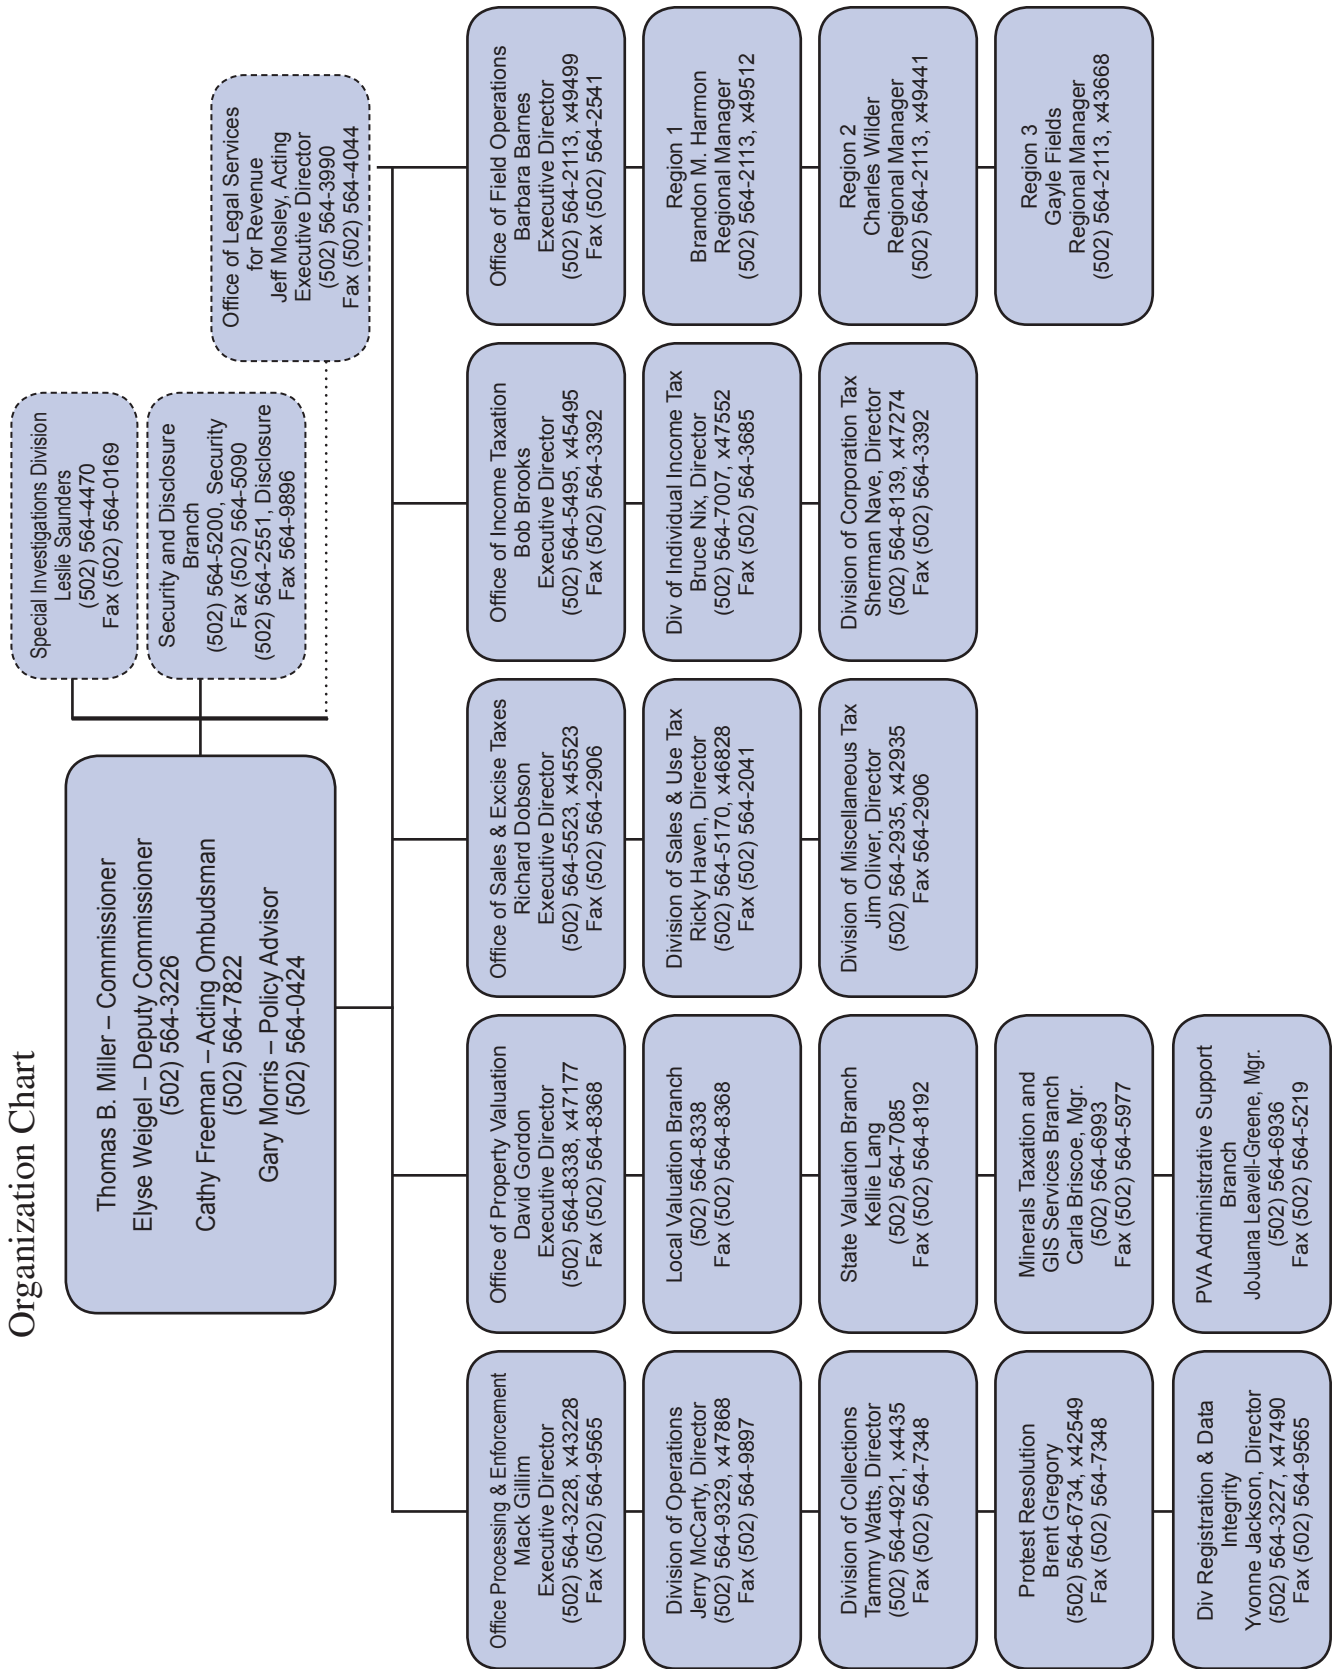 Organization Chart
Thomas B. Miller – Commissioner
Elyse Weigel – Deputy Commissioner
(502) 564-3226
Cathy Freeman – Acting Ombudsman
(502) 564-7822
Gary Morris – Policy Advisor
(502) 564-0424
Special Investigations Division
Leslie Saunders
(502) 564-4470
Fax (502) 564-0169
Security and Disclosure
Branch
(502) 564-5200, Security
Fax (502) 564-5090
(502) 564-2551, Disclosure
Fax 564-9896
Office of Legal Services
for Revenue
Jeff Mosley, Acting
Executive Director
(502) 564-3990
Fax (502) 564-4044
Office Processing & Enforcement
Mack Gillim
Executive Director
(502) 564-3228, x43228
Fax (502) 564-9565
Division of Operations
Jerry McCarty, Director
(502) 564-9329, x47868
Fax (502) 564-9897
Division of Collections
Tammy Watts, Director
(502) 564-4921, x4435
Fax (502) 564-7348
Protest Resolution
Brent Gregory
(502) 564-6734, x42549
Fax (502) 564-7348
Div Registration & Data
Integrity
Yvonne Jackson, Director
(502) 564-3227, x47490
Fax (502) 564-9565
Office of Property Valuation
David Gordon
Executive Director
(502) 564-8338, x47177
Fax (502) 564-8368
Local Valuation Branch
(502) 564-8338
Fax (502) 564-8368
State Valuation Branch
Kellie Lang
(502) 564-7085
Fax (502) 564-8192
Minerals Taxation and
GIS Services Branch
Carla Briscoe, Mgr.
(502) 564-6993
Fax (502) 564-5977
PVA Administrative Support
Branch
JoJuana Leavell-Greene, Mgr.
(502) 564-6936
Fax (502) 564-5219
Office of Sales & Excise Taxes
Richard Dobson
Executive Director
(502) 564-5523, x45523
Fax (502) 564-2906
Division of Sales & Use Tax
Ricky Haven, Director
(502) 564-5170, x46828
Fax (502) 564-2041
Division of Miscellaneous Tax
Jim Oliver, Director
(502) 564-2935, x42935
Fax 564-2906
Office of Income Taxation
Bob Brooks
Executive Director
(502) 564-5495, x45495
Fax (502) 564-3392
Div of Individual Income Tax
Bruce Nix, Director
(502) 564-7007, x47552
Fax (502) 564-3685
Division of Corporation Tax
Sherman Nave, Director
(502) 564-8139, x47274
Fax (502) 564-3392
Office of Field Operations
Barbara Barnes
Executive Director
(502) 564-2113, x49499
Fax (502) 564-2541
Region 1
Brandon M. Harmon
Regional Manager
(502) 564-2113, x49512
Region 2
Charles Wilder
Regional Manager
(502) 564-2113, x49441
Region 3
Gayle Fields
Regional Manager
(502) 564-2113, x43668